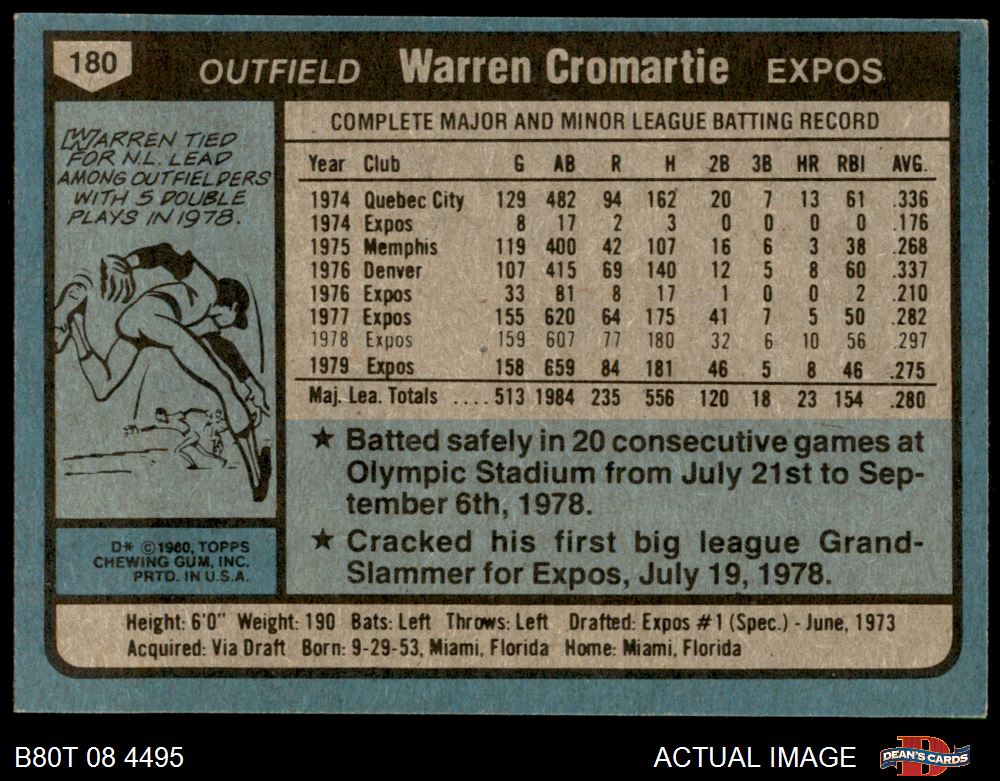 180
OUTFIELD Warren Cromartie EXPOS
WARREN TIED
FOR N.L. LEAD
AMONG OUTFIELDERS
WITH 5 DOUBLE
PLAYS IN 1978.
COMPLETE MAJOR AND MINOR LEAGUE BATTING RECORD
Year Club G AB R H 2B 3B HR RBI AVG.
1974 Quebec City 129 482 94 162 20 7 13 61 .336
1974 Expos 8 17 2 3 0 0 0 0 .176
1975 Memphis 119 400 42 107 16 6 3 38 .268
1976 Denver 107 415 69 140 12 5 8 60 .337
1976 Expos 33 81 8 17 1 0 0 2 .210
1977 Expos 155 620 64 175 41 7 5 50 .282
1978 Expos 159 607 77 180 32 6 10 56 .297
1979 Expos 158 659 84 181 46 5 8 46 .275
Maj. Lea. Totals .... 513 1984 235 556 120 18 23 154 .280
★ Batted safely in 20 consecutive games at
Olympic Stadium from July 21st to Sep-
tember 6th, 1978.
★ Cracked his first big league Grand-
Slammer for Expos, July 19, 1978.
D* ©1980, TOPPS
CHEWING GUM, INC.
PRTD. IN U.S.A.
Height: 6'0" Weight: 190 Bats: Left Throws: Left Drafted: Expos #1 (Spec.) - June, 1973
Acquired: Via Draft Born: 9-29-53, Miami, Florida Home: Miami, Florida
B80T 08 4495 ACTUAL IMAGE DEAN'S CARDS